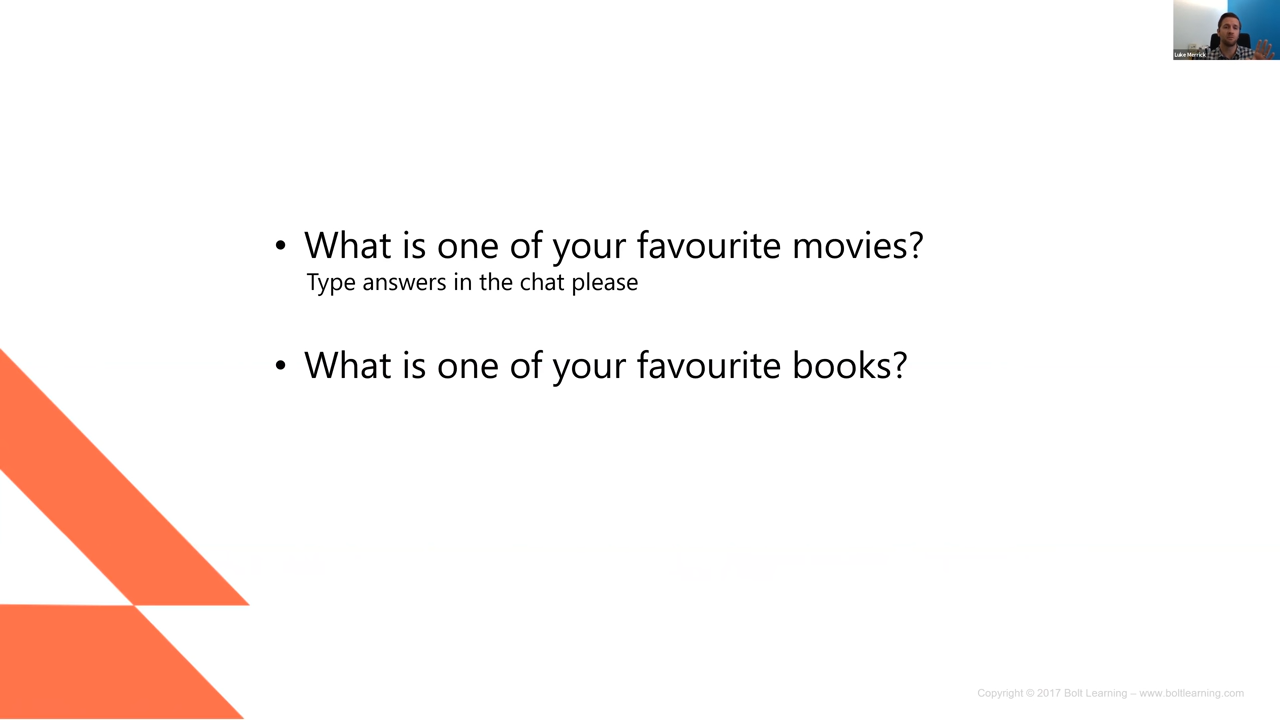 Luke Merrick
• What is one of your favourite movies?
Type answers in the chat please
• What is one of your favourite books?
Copyright © 2017 Bolt Learning – www.boltlearning.com